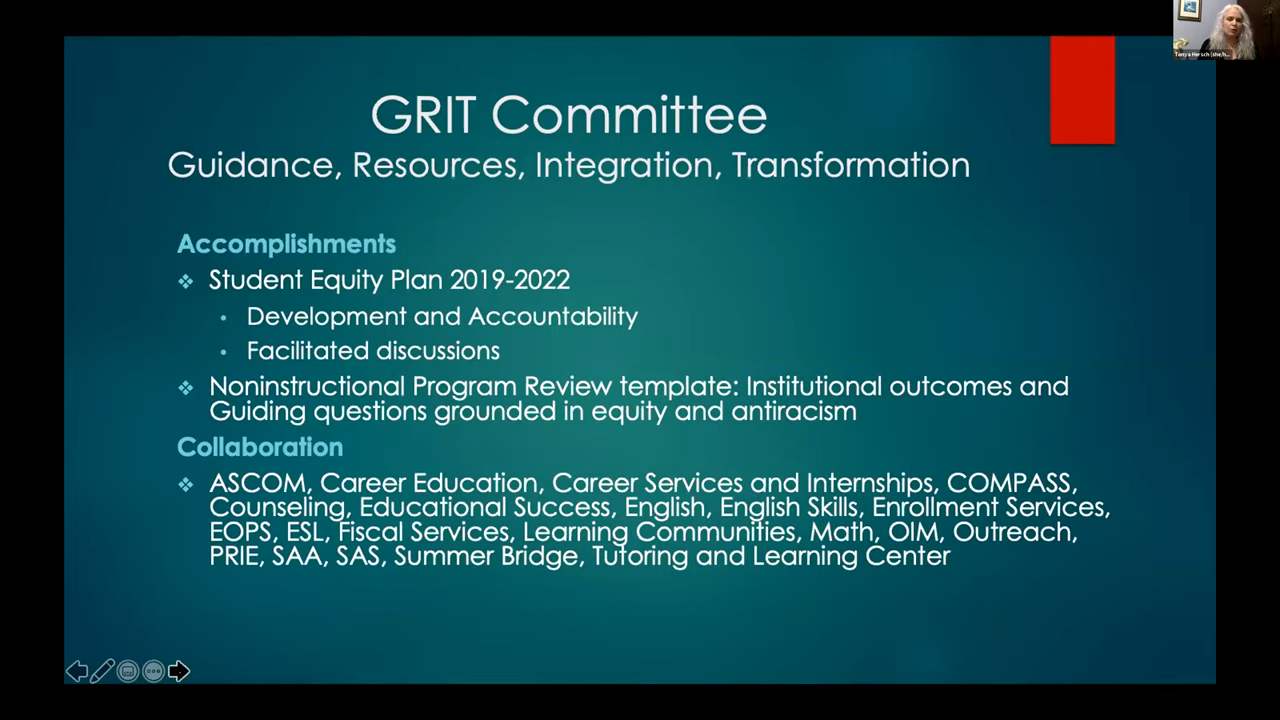 GRIT Committee
Guidance, Resources, Integration, Transformation
Accomplishments
❖ Student Equity Plan 2019-2022
• Development and Accountability
• Facilitated discussions
❖ Noninstructional Program Review template: Institutional outcomes and
Guiding questions grounded in equity and antiracism
Collaboration
❖ ASCOM, Career Education, Career Services and Internships, COMPASS,
Counseling, Educational Success, English, English Skills, Enrollment Services,
EOPS, ESL, Fiscal Services, Learning Communities, Math, OIM, Outreach,
PRIE, SAA, SAS, Summer Bridge, Tutoring and Learning Center
Tonya Hersch (she/h...